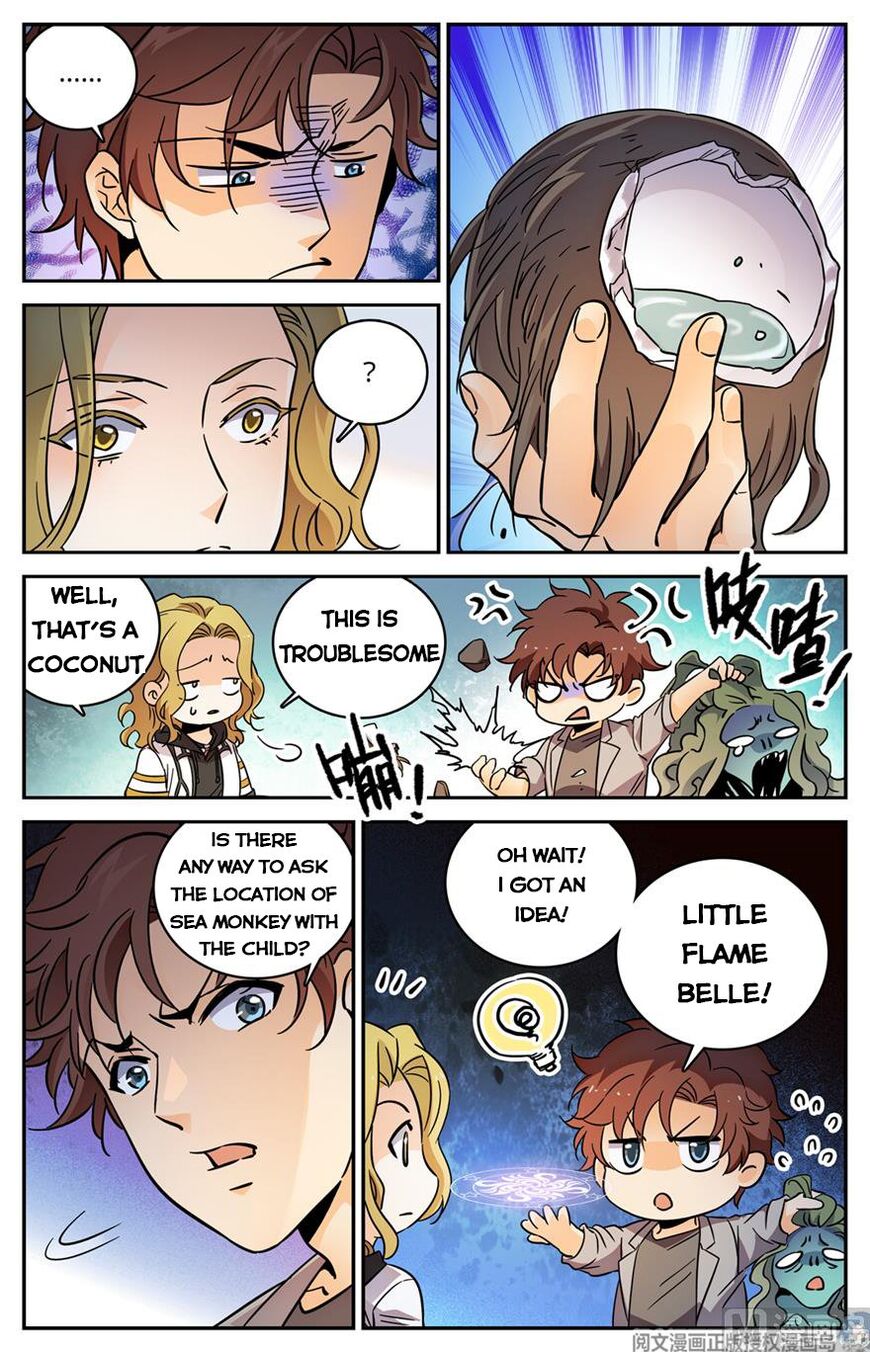 ......
?
WELL,
THAT'S A
COCONUT
THIS IS
TROUBLESOME
吱喳!
嘣!
IS THERE
ANY WAY TO ASK
THE LOCATION OF
SEA MONKEY WITH
THE CHILD?
OH WAIT!
I GOT AN
IDEA!
LITTLE
FLAME
BELLE!
阅文漫画正版授权漫画岛